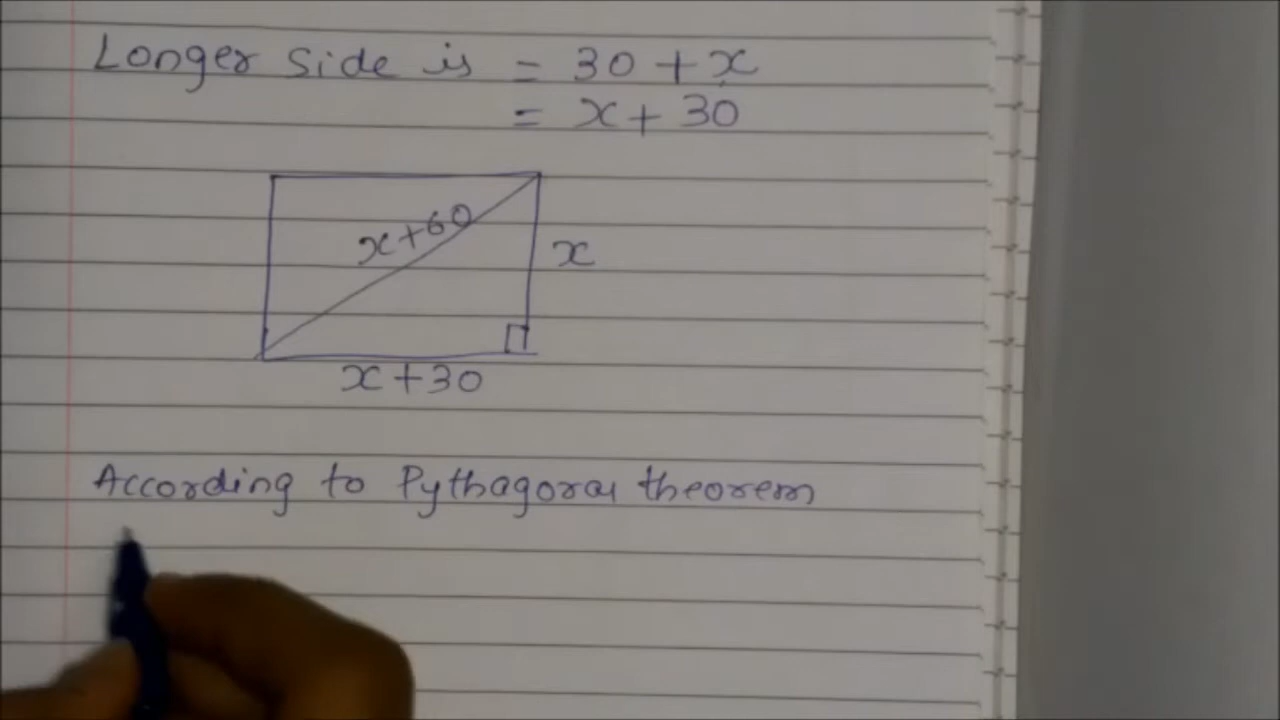 Longer Side is = 30 + x
= x + 30
x+60
x
x + 30
According to Pythagoras theorem